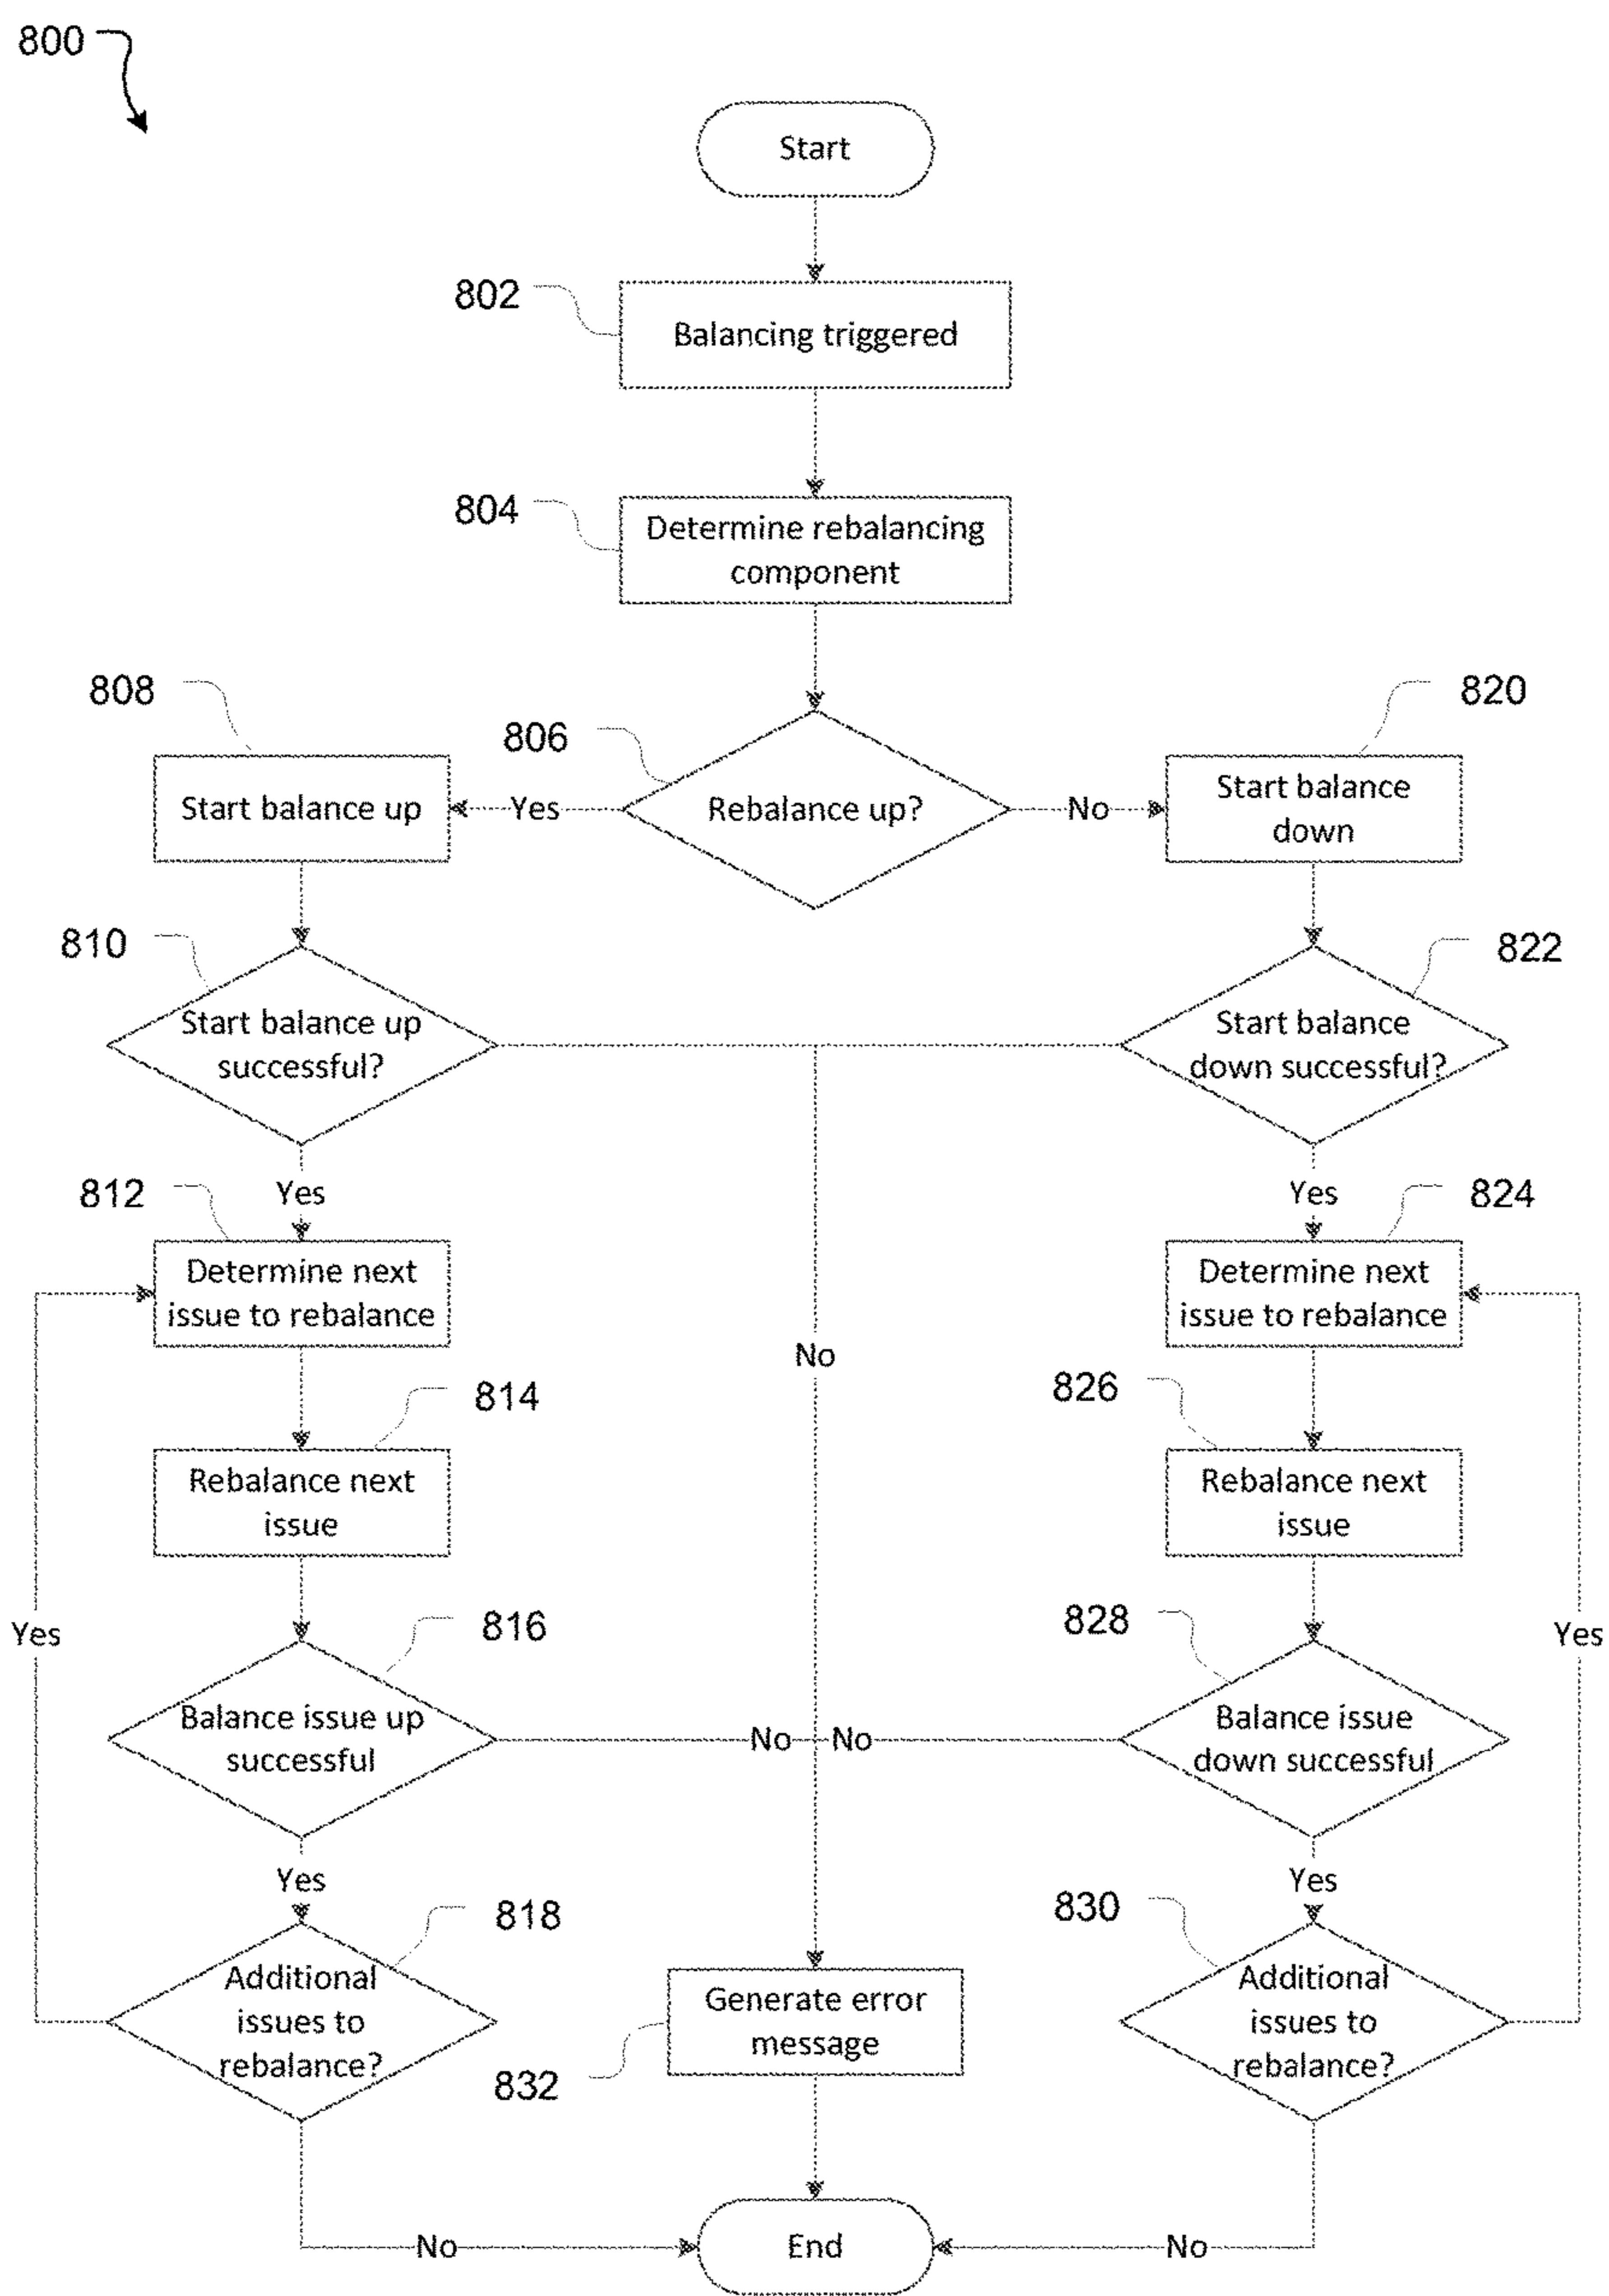 800
Start
802
Balancing triggered
804
Determine rebalancing
component
808
820
806
Start balance up
Yes
Rebalance up?
No
Start balance
down
810
822
Start balance up
successful?
Start balance
down successful?
Yes
Yes
812
824
Determine next
issue to rebalance
Determine next
issue to rebalance
No
814
826
Rebalance next
issue
Rebalance next
issue
816
828
Yes
Yes
Balance issue up
successful
No
No
Balance issue
down successful
Yes
Yes
818
830
Additional
issues to
rebalance?
Generate error
message
Additional
issues to
rebalance?
832
No
End
No